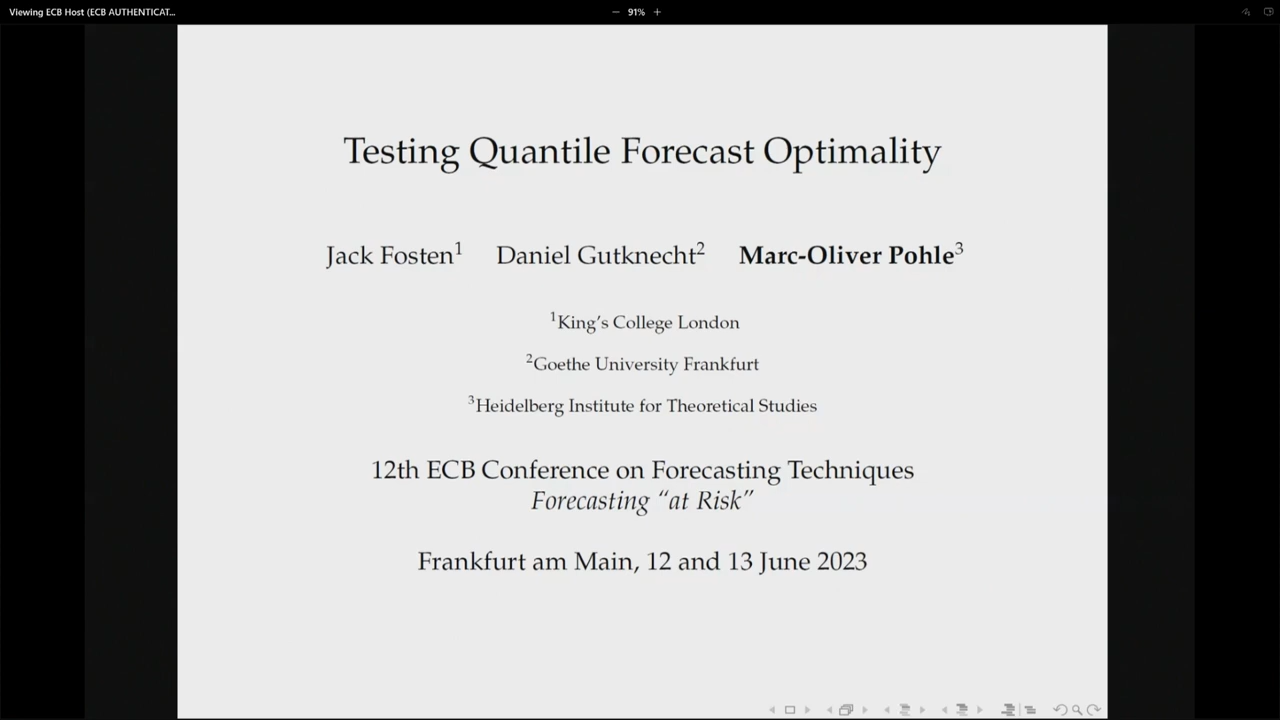 Viewing ECB Host (ECB AUTHENTICAT...
− 91% +
Testing Quantile Forecast Optimality
Jack Fosten1 Daniel Gutknecht2 Marc-Oliver Pohle3
1King's College London
2Goethe University Frankfurt
3Heidelberg Institute for Theoretical Studies
12th ECB Conference on Forecasting Techniques
Forecasting “at Risk”
Frankfurt am Main, 12 and 13 June 2023